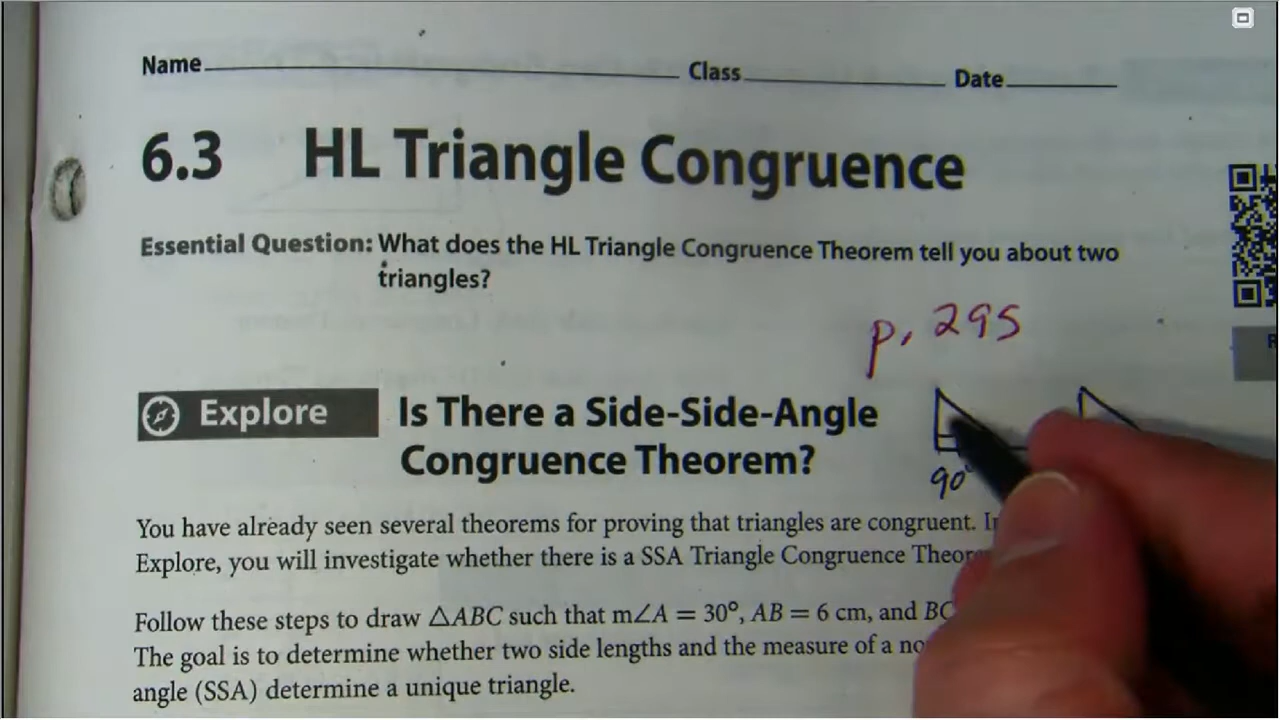 Name Class Date
6.3 HL Triangle Congruence
Essential Question: What does the HL Triangle Congruence Theorem tell you about two
triangles?
p. 295
Explore Is There a Side-Side-Angle
Congruence Theorem?
90°
You have already seen several theorems for proving that triangles are congruent.
Explore, you will investigate whether there is a SSA Triangle Congruence
Follow these steps to draw △ABC such that m∠A = 30°, AB = 6 cm, and BC
The goal is to determine whether two side lengths and the measure of a
angle (SSA) determine a unique triangle.